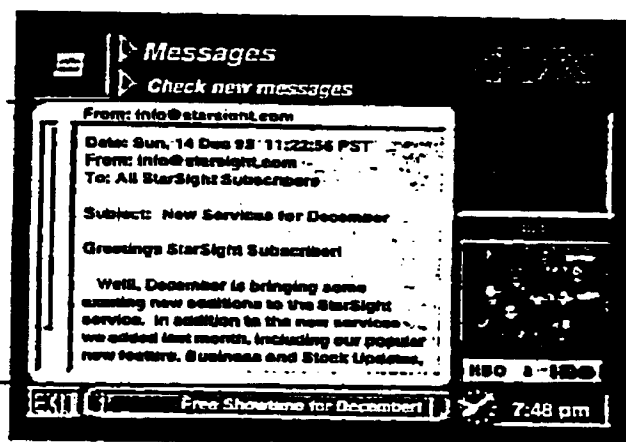 Messages
Check new messages
From: info@starsight.com
Date: Sun, 14 Dec 95 11:22:56 PST
From: info@starsight.com
To: All StarSight Subscribers
Subject: New Services for December
Greetings StarSight Subscriber!
Well, December is bringing some
exciting new additions to the StarSight
service. In addition to the new services
we added last month, including our popular
new feature, Business and Stock Updates,
HBO
Free Showtime for December!
7:48 pm